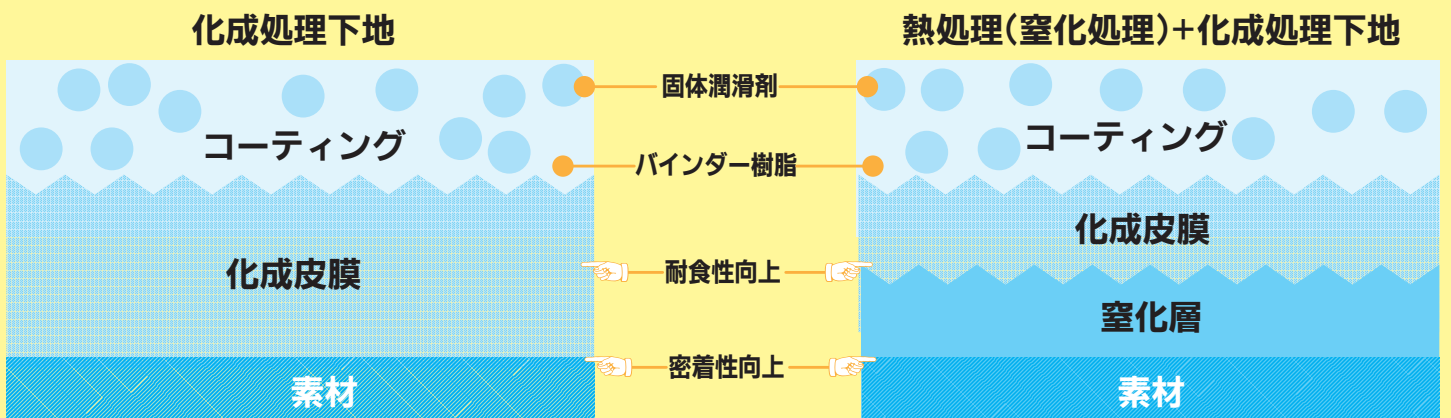 化成処理下地
熱処理(窒化処理)+化成処理下地
固体潤滑剤
コーティング
コーティング
バインダー樹脂
化成皮膜
化成皮膜
耐食性向上
窒化層
密着性向上
素材
素材